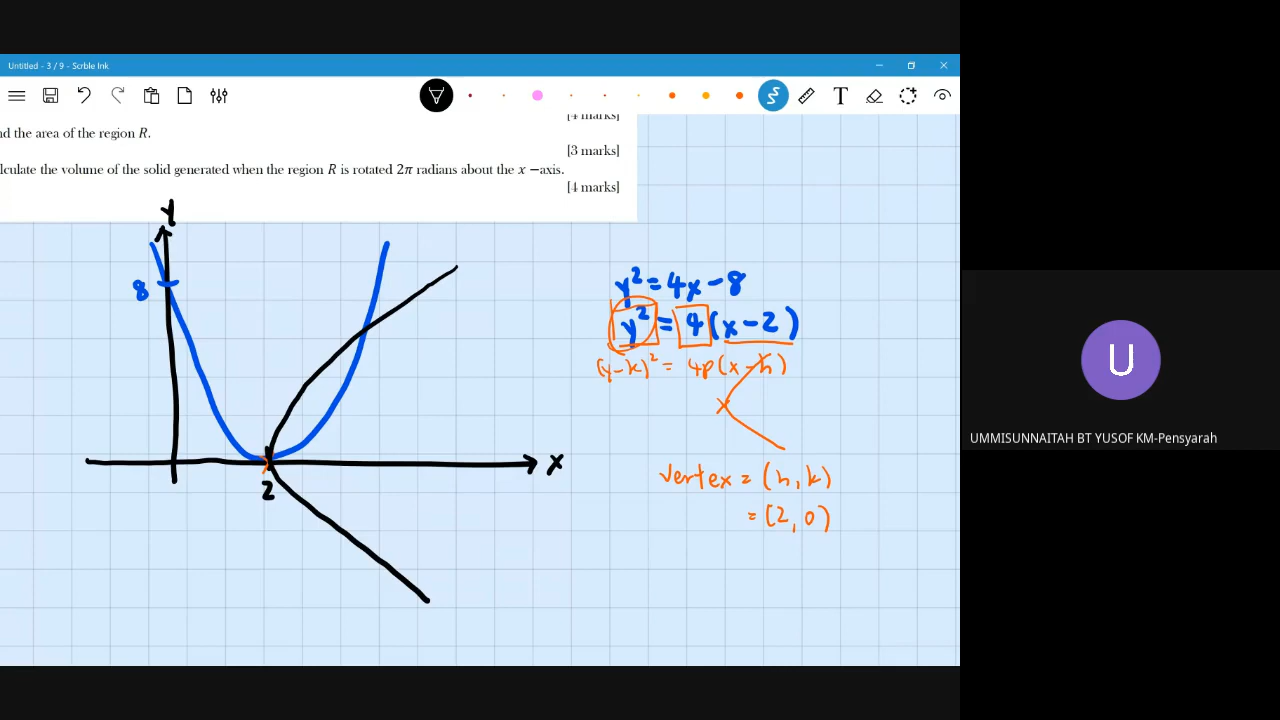 Untitled - 3 / 9 - Scrble Ink
T
[4 marks]
nd the area of the region R.
[3 marks]
lculate the volume of the solid generated when the region R is rotated 2π radians about the x −axis.
[4 marks]
y
8
x
2
y² = 4x - 8
y² = 4(x - 2)
(y-k)² = 4p(x-h)
vertex = (h, k)
= (2, 0)
U
UMMISUNNAITAH BT YUSOF KM-Pensyarah